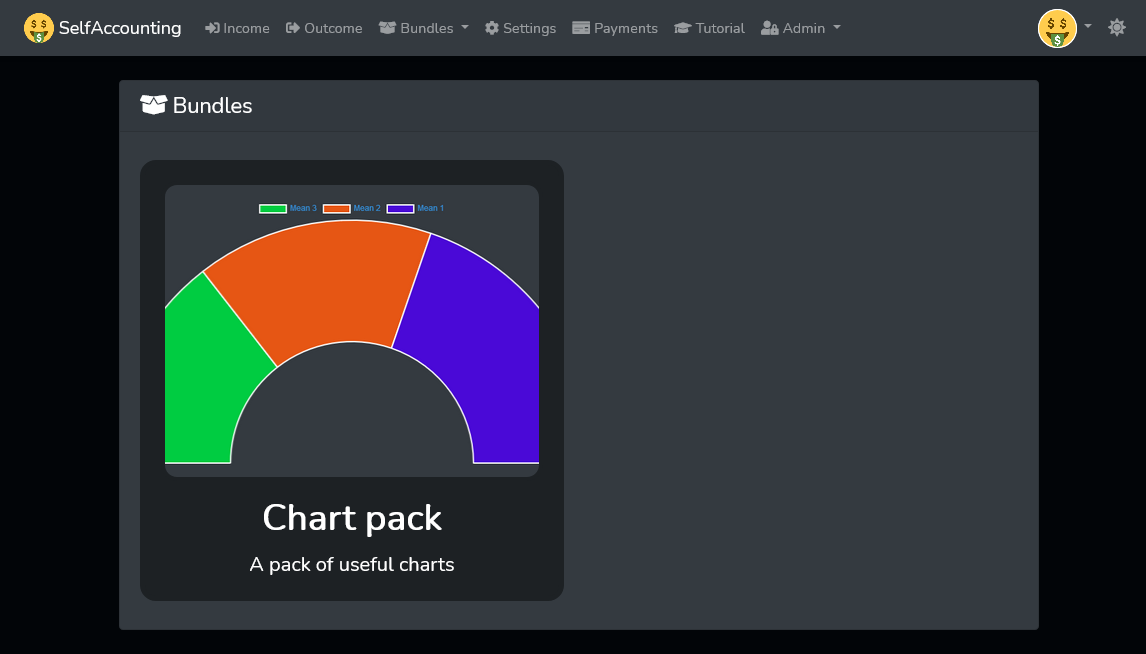 SelfAccounting Income Outcome Bundles Settings Payments Tutorial Admin
Bundles
Mean 3 Mean 2 Mean 1
Chart pack
A pack of useful charts